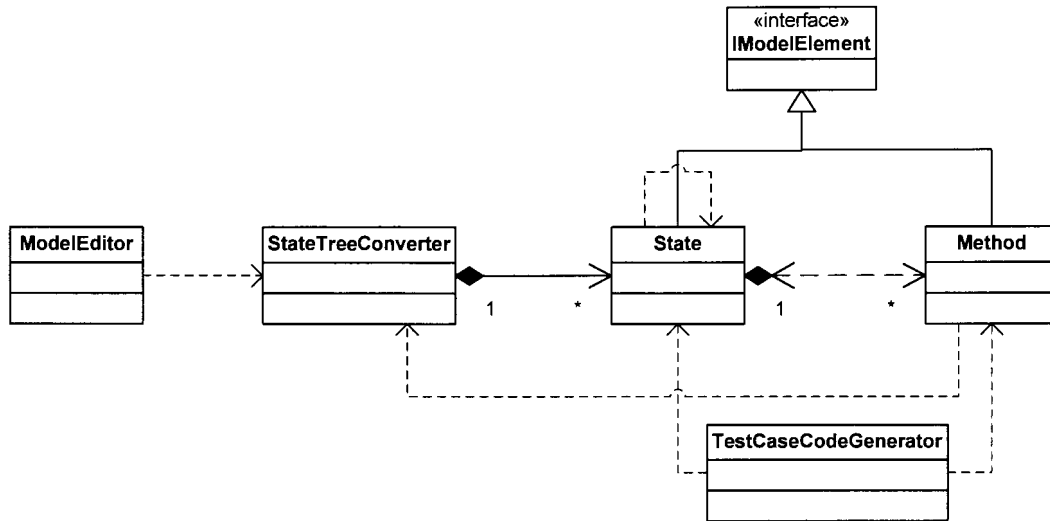 «interface»
IModelElement
ModelEditor
StateTreeConverter
State
Method
1
*
1
*
TestCaseCodeGenerator